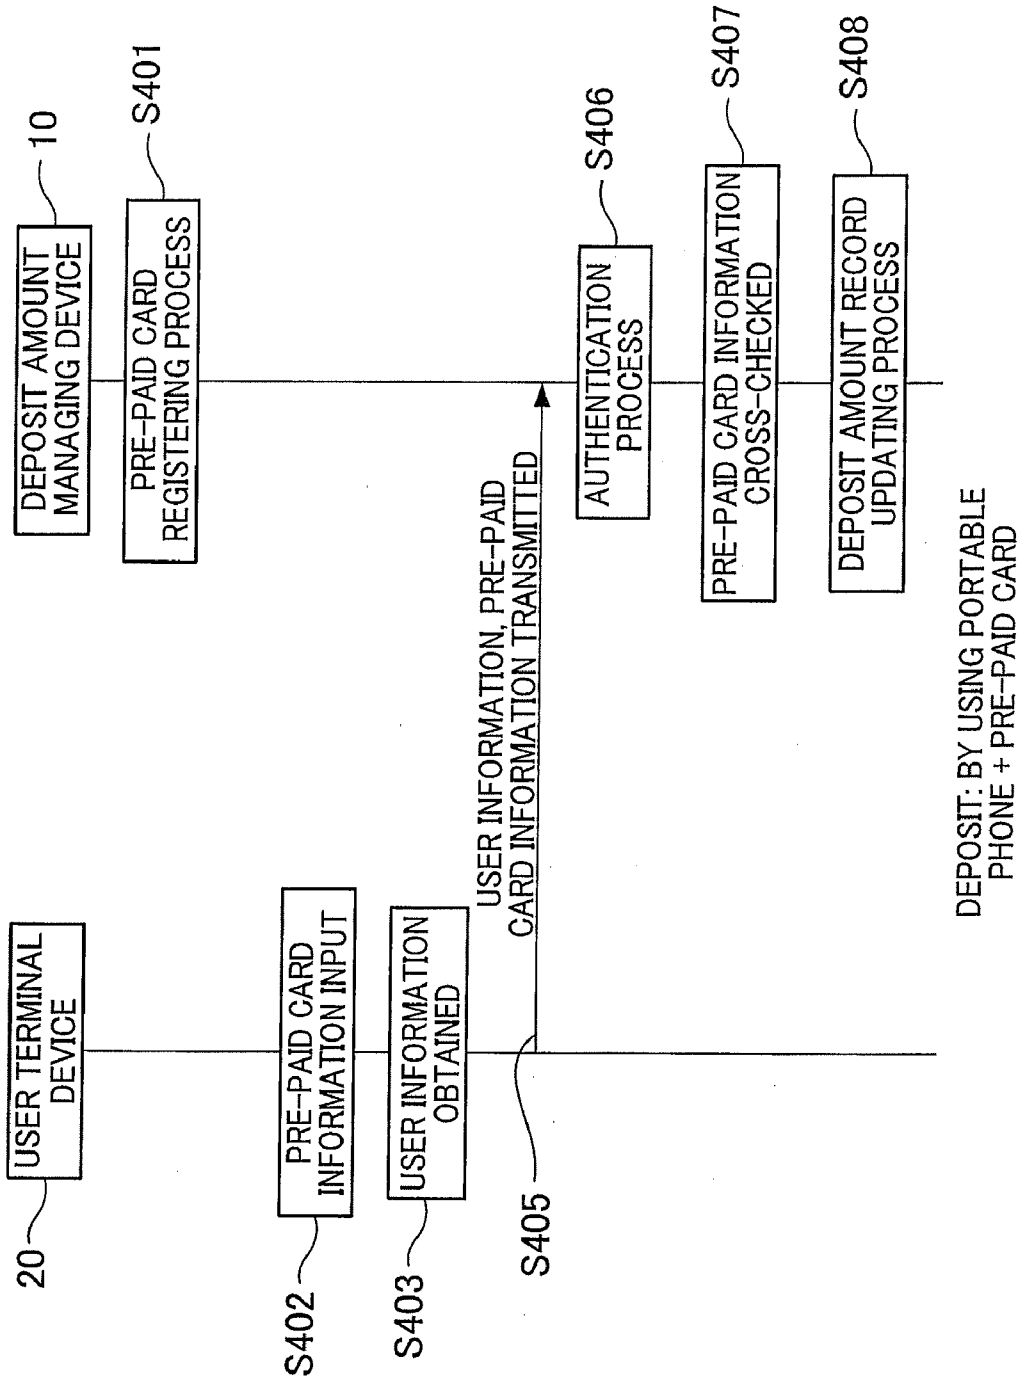 USER TERMINAL
DEVICE
20
DEPOSIT AMOUNT
MANAGING DEVICE
10
PRE-PAID CARD
REGISTERING PROCESS
S401
S402
PRE-PAID CARD
INFORMATION INPUT
S403
USER INFORMATION
OBTAINED
USER INFORMATION, PRE-PAID
CARD INFORMATION TRANSMITTED
S405
AUTHENTICATION
PROCESS
S406
PRE-PAID CARD INFORMATION
CROSS-CHECKED
S407
DEPOSIT AMOUNT RECORD
UPDATING PROCESS
S408
DEPOSIT: BY USING PORTABLE
PHONE + PRE-PAID CARD